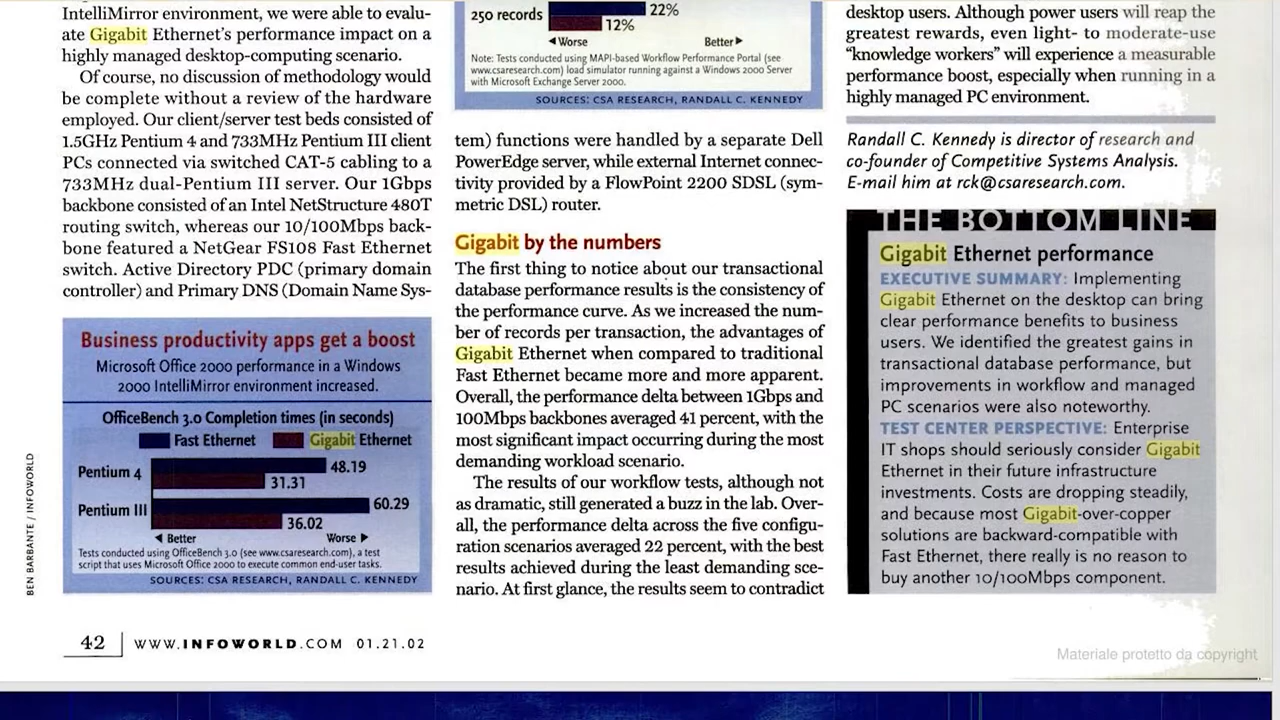 IntelliMirror environment, we were able to evalu-
ate Gigabit Ethernet's performance impact on a
highly managed desktop-computing scenario.
Of course, no discussion of methodology would
be complete without a review of the hardware
employed. Our client/server test beds consisted of
1.5GHz Pentium 4 and 733MHz Pentium III client
PCs connected via switched CAT-5 cabling to a
733MHz dual-Pentium III server. Our 1Gbps
backbone consisted of an Intel NetStructure 480T
routing switch, whereas our 10/100Mbps back-
bone featured a NetGear FS108 Fast Ethernet
switch. Active Directory PDC (primary domain
controller) and Primary DNS (Domain Name Sys-
Business productivity apps get a boost
Microsoft Office 2000 performance in a Windows
2000 IntelliMirror environment increased.
OfficeBench 3.0 Completion times (in seconds)
Fast Ethernet Gigabit Ethernet
Pentium 4 48.19
31.31
Pentium III 60.29
36.02
◄ Better Worse ►
Tests conducted using OfficeBench 3.0 (see www.csaresearch.com), a test
script that uses Microsoft Office 2000 to execute common end-user tasks.
SOURCES: CSA RESEARCH, RANDALL C. KENNEDY
BEN BARBANTE / INFOWORLD
250 records 22%
12%
◄ Worse Better ►
Note: Tests conducted using MAPI-based Workflow Performance Portal (see
www.csaresearch.com) load simulator running against a Windows 2000 Server
with Microsoft Exchange Server 2000.
SOURCES: CSA RESEARCH, RANDALL C. KENNEDY
tem) functions were handled by a separate Dell
PowerEdge server, while external Internet connec-
tivity provided by a FlowPoint 2200 SDSL (sym-
metric DSL) router.
Gigabit by the numbers
The first thing to notice about our transactional
database performance results is the consistency of
the performance curve. As we increased the num-
ber of records per transaction, the advantages of
Gigabit Ethernet when compared to traditional
Fast Ethernet became more and more apparent.
Overall, the performance delta between 1Gbps and
100Mbps backbones averaged 41 percent, with the
most significant impact occurring during the most
demanding workload scenario.
The results of our workflow tests, although not
as dramatic, still generated a buzz in the lab. Over-
all, the performance delta across the five configu-
ration scenarios averaged 22 percent, with the best
results achieved during the least demanding sce-
nario. At first glance, the results seem to contradict
desktop users. Although power users will reap the
greatest rewards, even light- to moderate-use
“knowledge workers” will experience a measurable
performance boost, especially when running in a
highly managed PC environment.
Randall C. Kennedy is director of research and
co-founder of Competitive Systems Analysis.
E-mail him at rck@csaresearch.com.
THE BOTTOM LINE
Gigabit Ethernet performance
EXECUTIVE SUMMARY: Implementing
Gigabit Ethernet on the desktop can bring
clear performance benefits to business
users. We identified the greatest gains in
transactional database performance, but
improvements in workflow and managed
PC scenarios were also noteworthy.
TEST CENTER PERSPECTIVE: Enterprise
IT shops should seriously consider Gigabit
Ethernet in their future infrastructure
investments. Costs are dropping steadily,
and because most Gigabit-over-copper
solutions are backward-compatible with
Fast Ethernet, there really is no reason to
buy another 10/100Mbps component.
42 WWW.INFOWORLD.COM 01.21.02
Materiale protetto da copyright